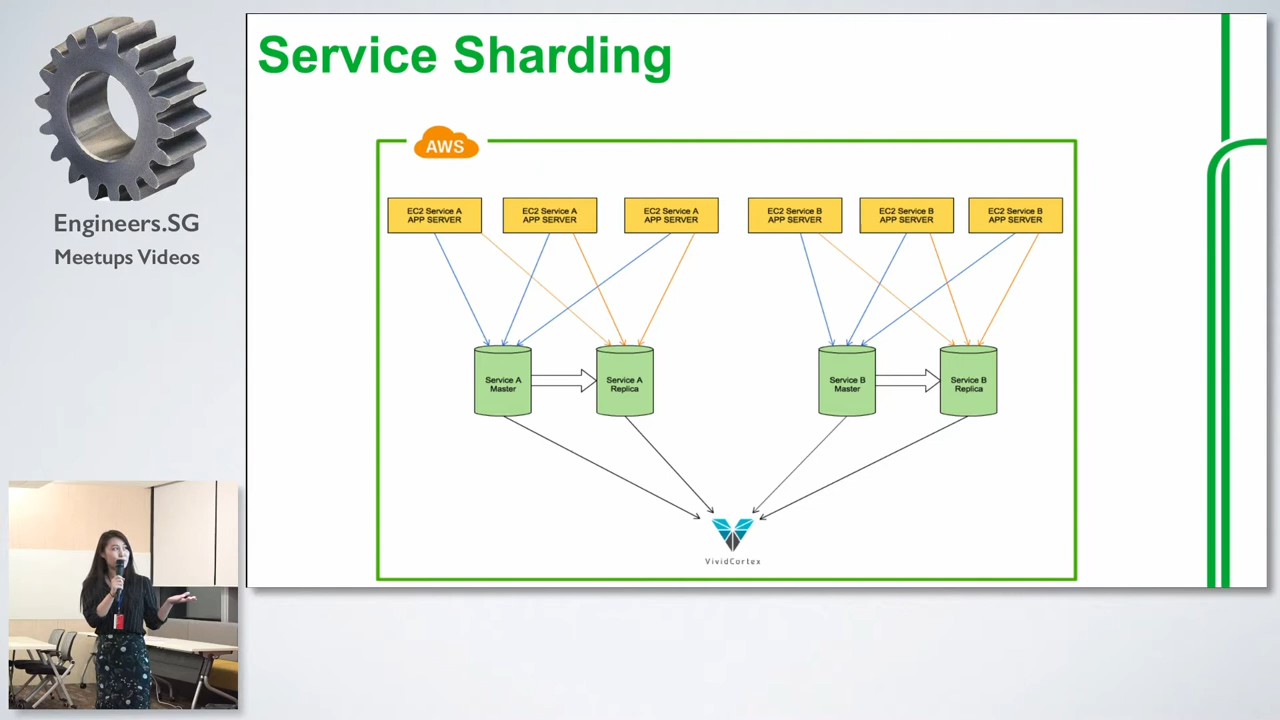 Service Sharding
AWS
EC2 Service A
APP SERVER
EC2 Service A
APP SERVER
EC2 Service A
APP SERVER
EC2 Service B
APP SERVER
EC2 Service B
APP SERVER
EC2 Service B
APP SERVER
Service A
Master
Service A
Replica
Service B
Master
Service B
Replica
VividCortex
Engineers.SG
Meetups Videos